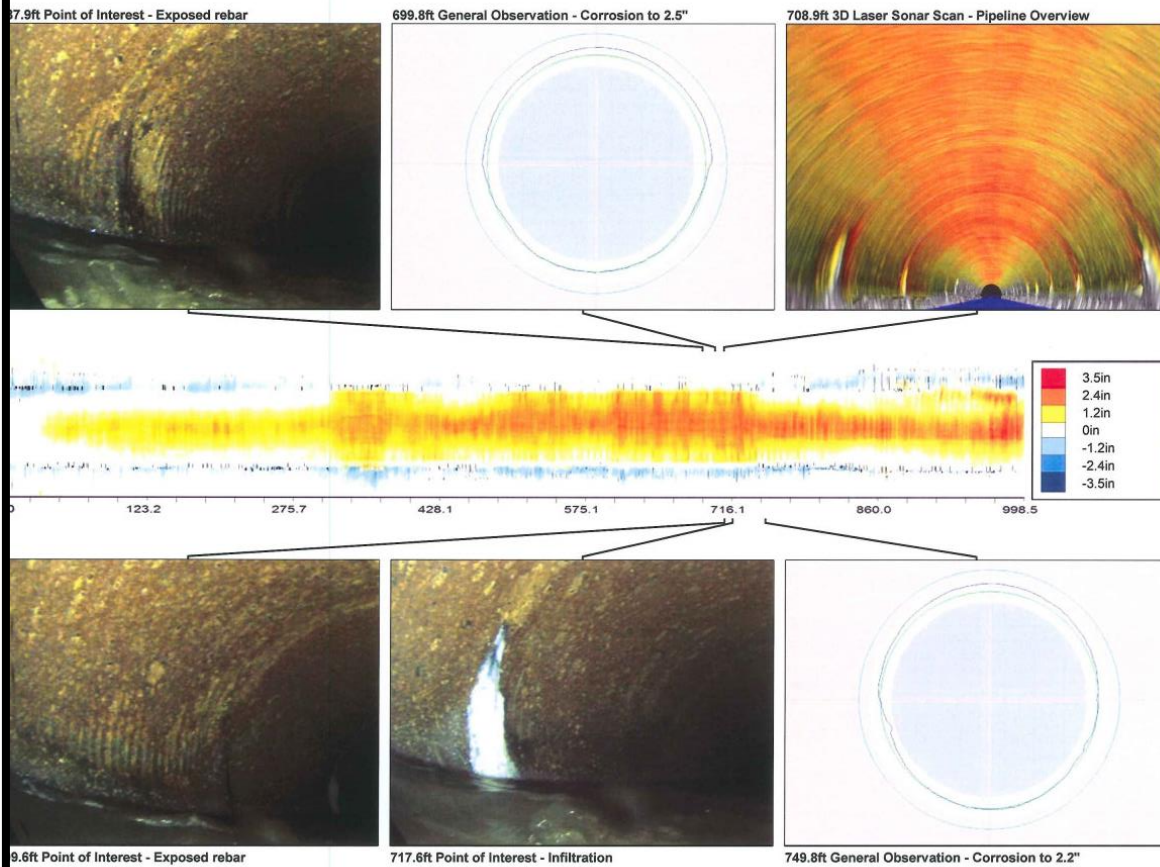 87.9ft Point of Interest - Exposed rebar
699.8ft General Observation - Corrosion to 2.5"
708.9ft 3D Laser Sonar Scan - Pipeline Overview
3.5in
2.4in
1.2in
0in
-1.2in
-2.4in
-3.5in
0
123.2
275.7
428.1
575.1
716.1
860.0
998.5
9.6ft Point of Interest - Exposed rebar
717.6ft Point of Interest - Infiltration
749.8ft General Observation - Corrosion to 2.2"